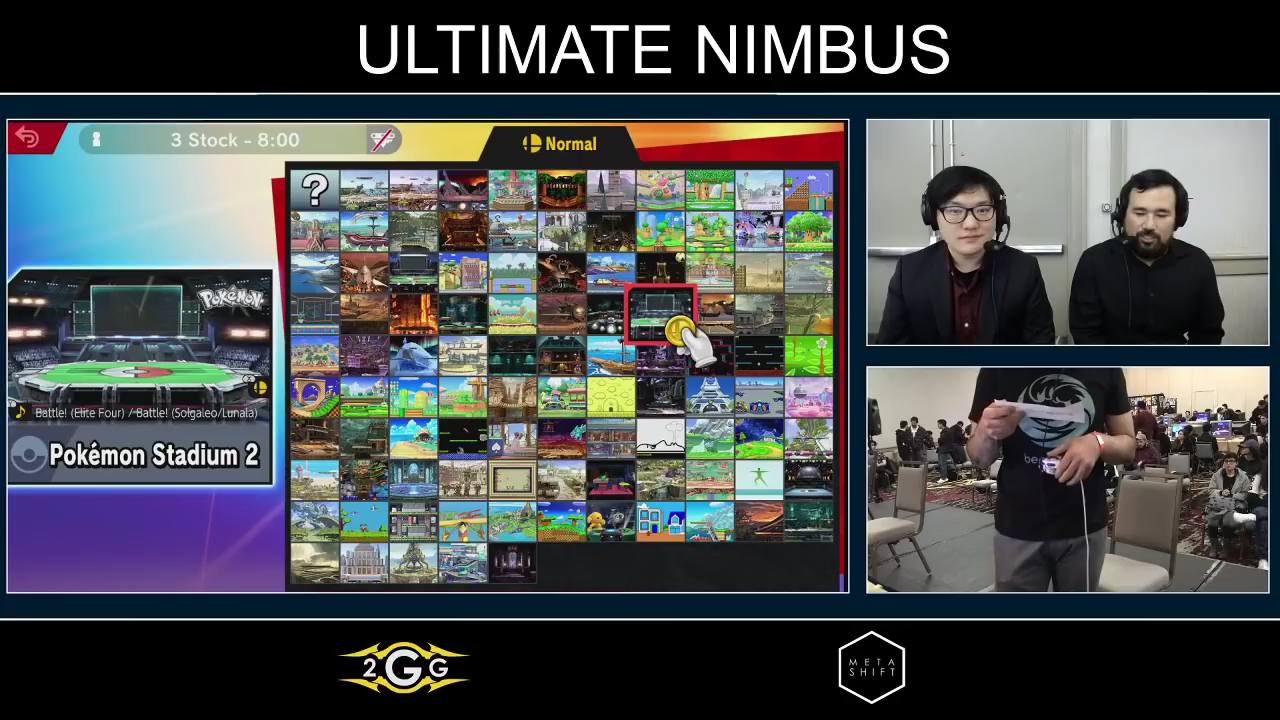 ULTIMATE NIMBUS
3 Stock - 8:00
Normal
?
POKéMON
Battle! (Elite Four) / Battle! (Solgaleo/Lunala)
Pokémon Stadium 2
2GG
META
SHIFT